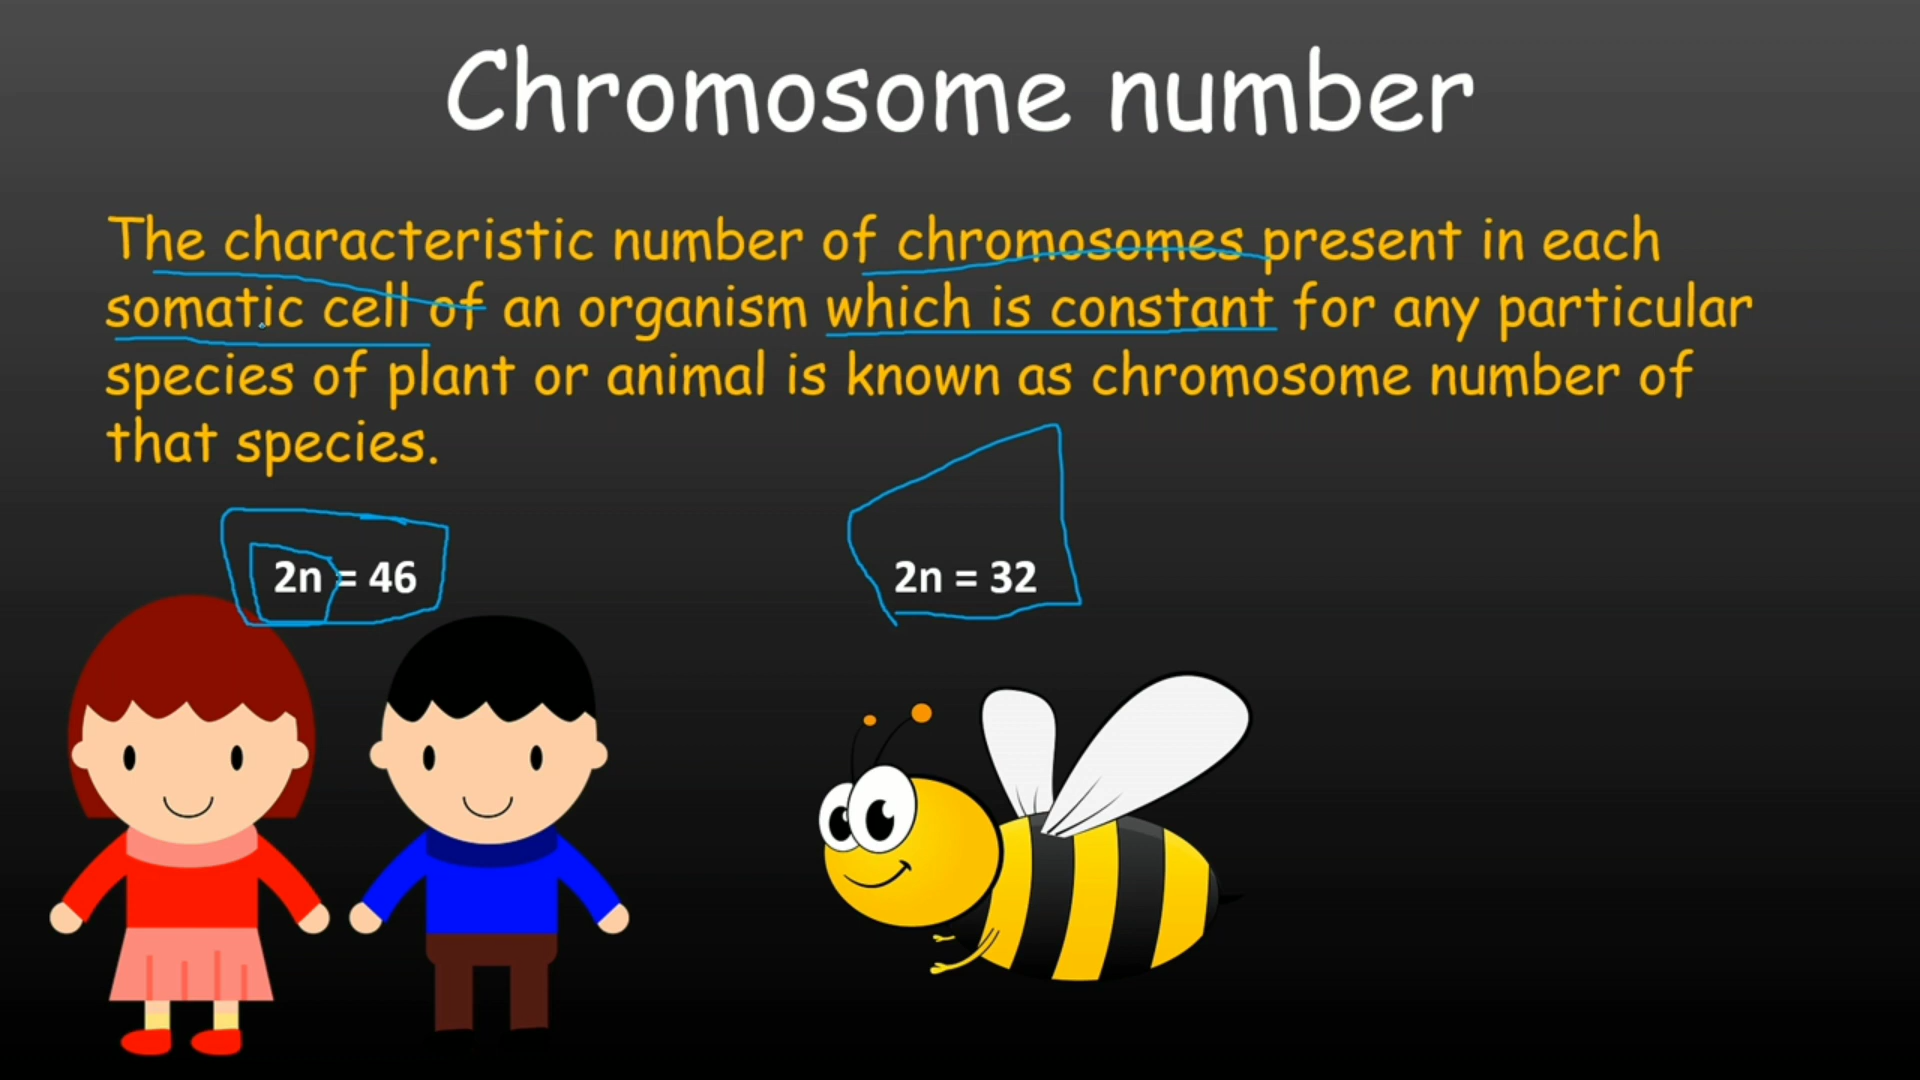 Chromosome number
The characteristic number of chromosomes present in each
somatic cell of an organism which is constant for any particular
species of plant or animal is known as chromosome number of
that species.
2n = 46
2n = 32